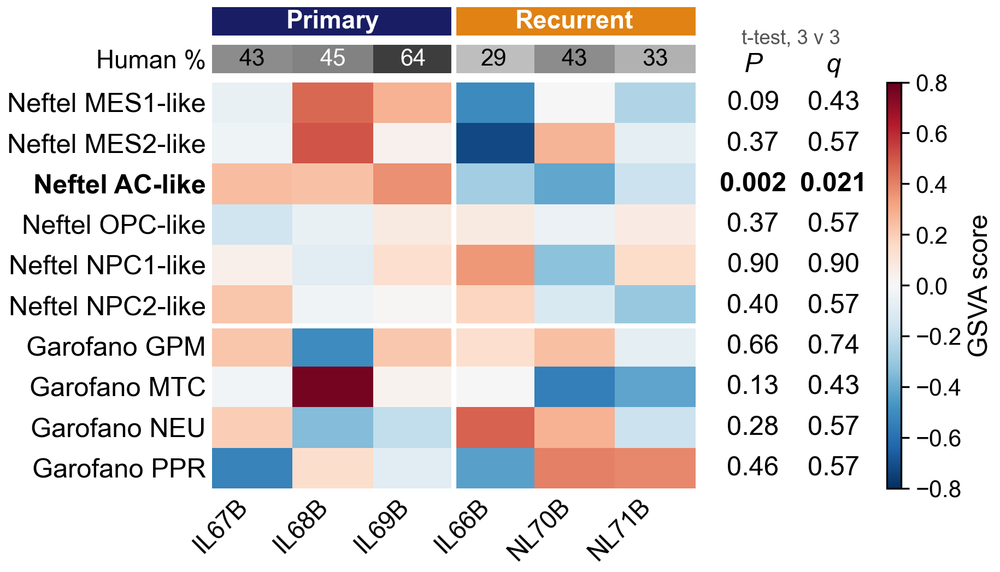 Primary Recurrent
t-test, 3 v 3
Human % 43 45 64 29 43 33 P q
Neftel MES1-like 0.09 0.43
Neftel MES2-like 0.37 0.57
Neftel AC-like 0.002 0.021
Neftel OPC-like 0.37 0.57
Neftel NPC1-like 0.90 0.90
Neftel NPC2-like 0.40 0.57
Garofano GPM 0.66 0.74
Garofano MTC 0.13 0.43
Garofano NEU 0.28 0.57
Garofano PPR 0.46 0.57
IL67B IL68B IL69B IL66B NL70B NL71B
0.8
0.6
0.4
0.2
0.0
−0.2
−0.4
−0.6
−0.8
GSVA score